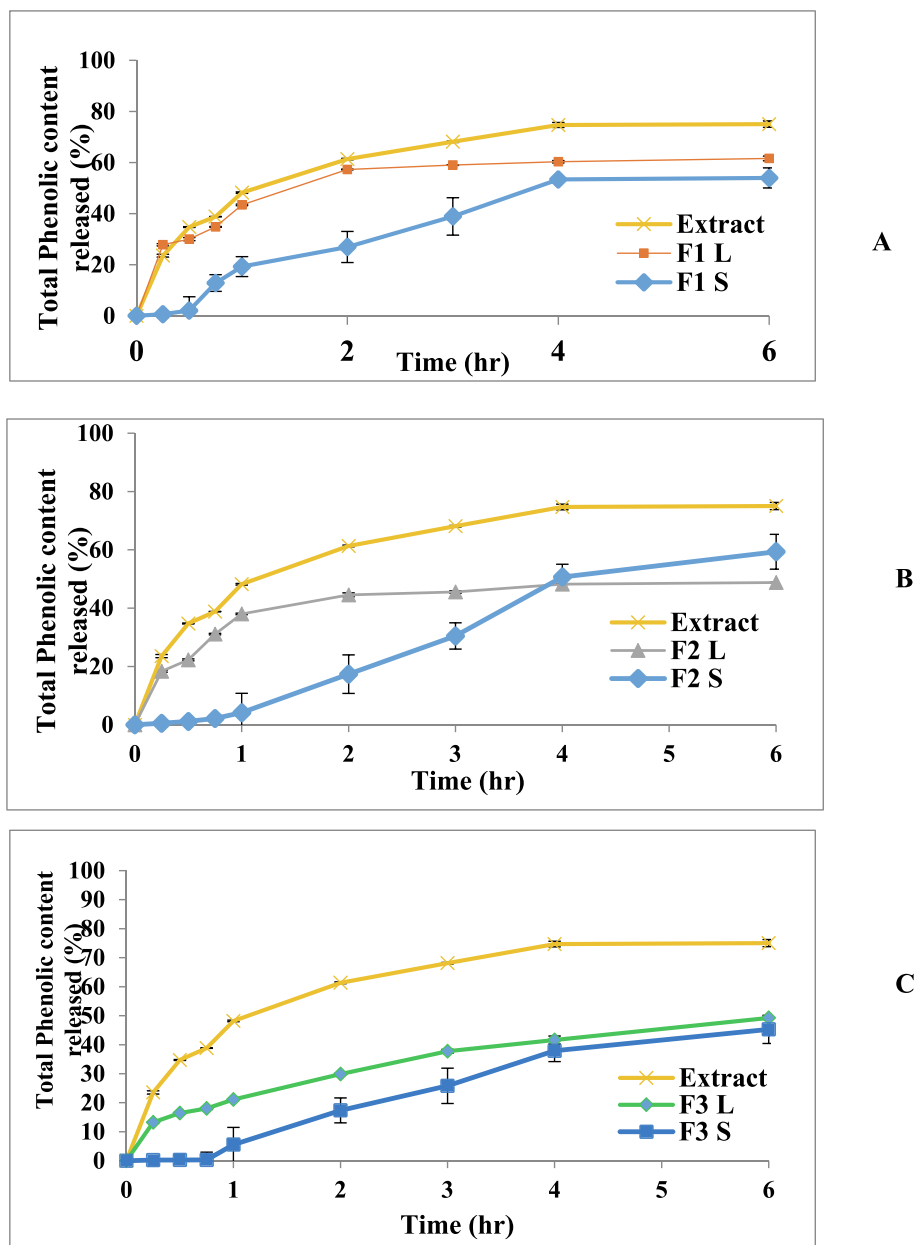 100
80
60
40
20
0
Total Phenolic content
released (%)
0
2
4
6
Time (hr)
Extract
F1 L
F1 S
A
100
80
60
40
20
0
Total Phenolic content
released (%)
0
1
2
3
4
5
6
Time (hr)
Extract
F2 L
F2 S
B
100
90
80
70
60
50
40
30
20
10
0
Total Phenolic content
released (%)
0
1
2
3
4
5
6
Time (hr)
Extract
F3 L
F3 S
C